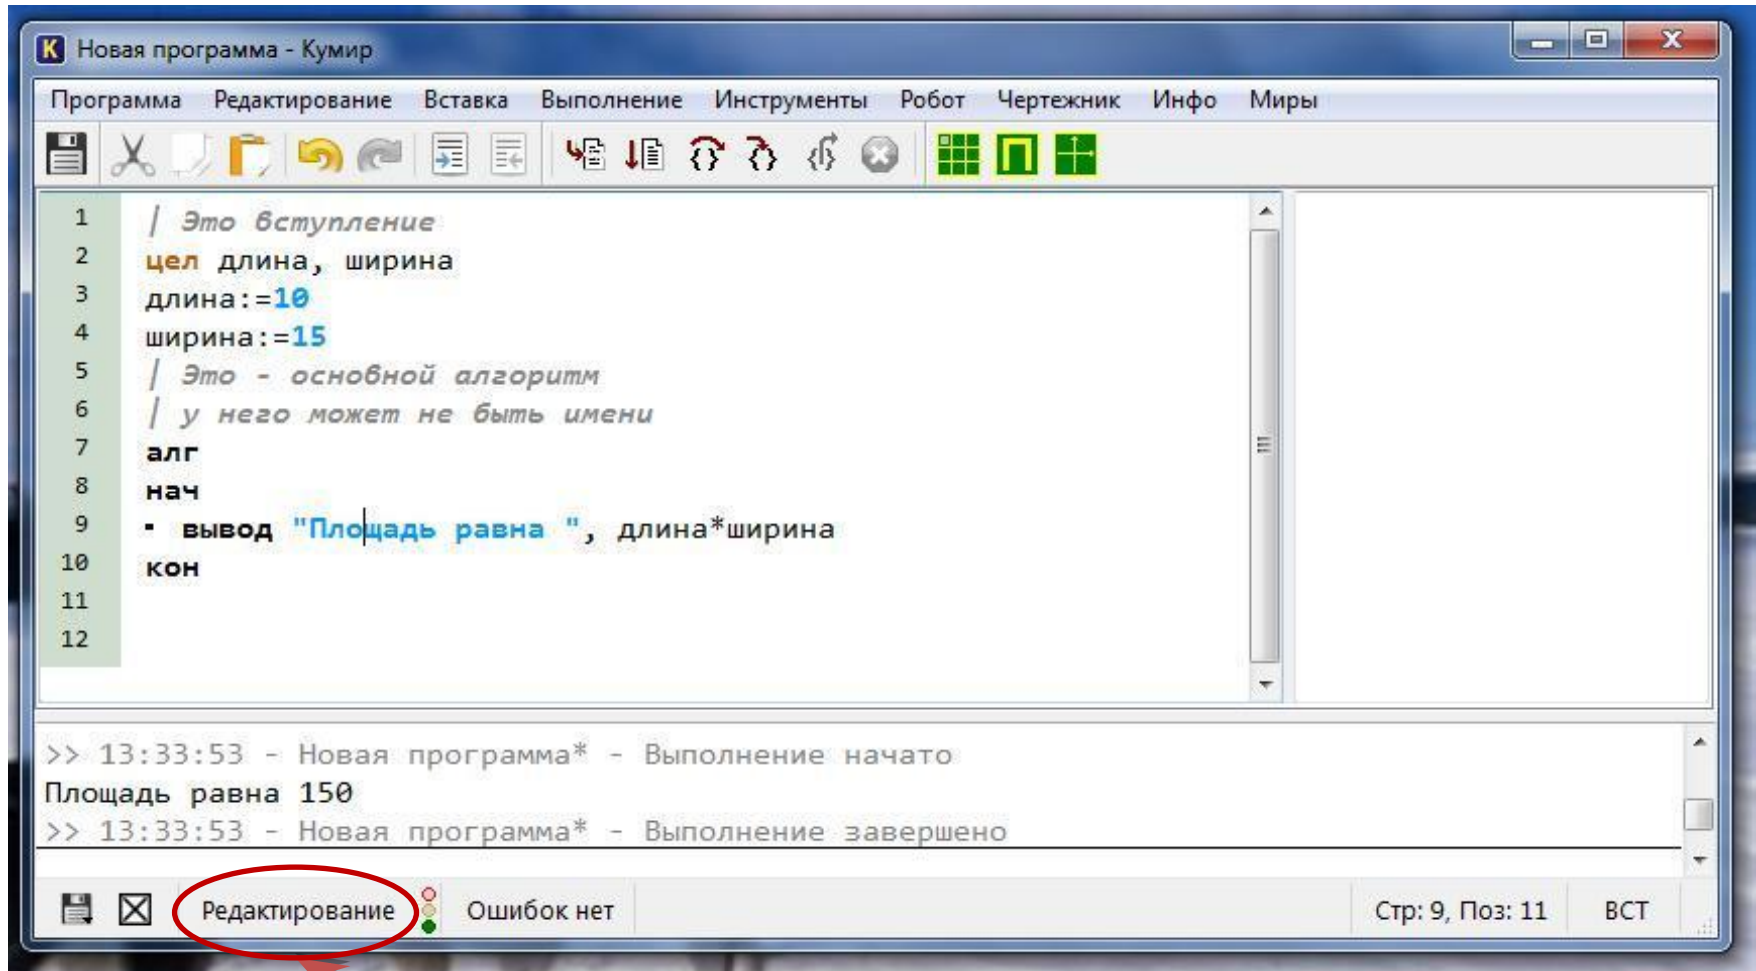 K Новая программа - Кумир
Программа Редактирование Вставка Выполнение Инструменты Робот Чертежник Инфо Миры
1 | Это вступление
2 цел длина, ширина
3 длина:=10
4 ширина:=15
5 | Это - основной алгоритм
6 | у него может не быть имени
7 алг
8 нач
9 ▪ вывод "Площадь равна ", длина*ширина
10 кон
11
12
>> 13:33:53 - Новая программа* - Выполнение начато
Площадь равна 150
>> 13:33:53 - Новая программа* - Выполнение завершено
Редактирование Ошибок нет Стр: 9, Поз: 11 ВСТ